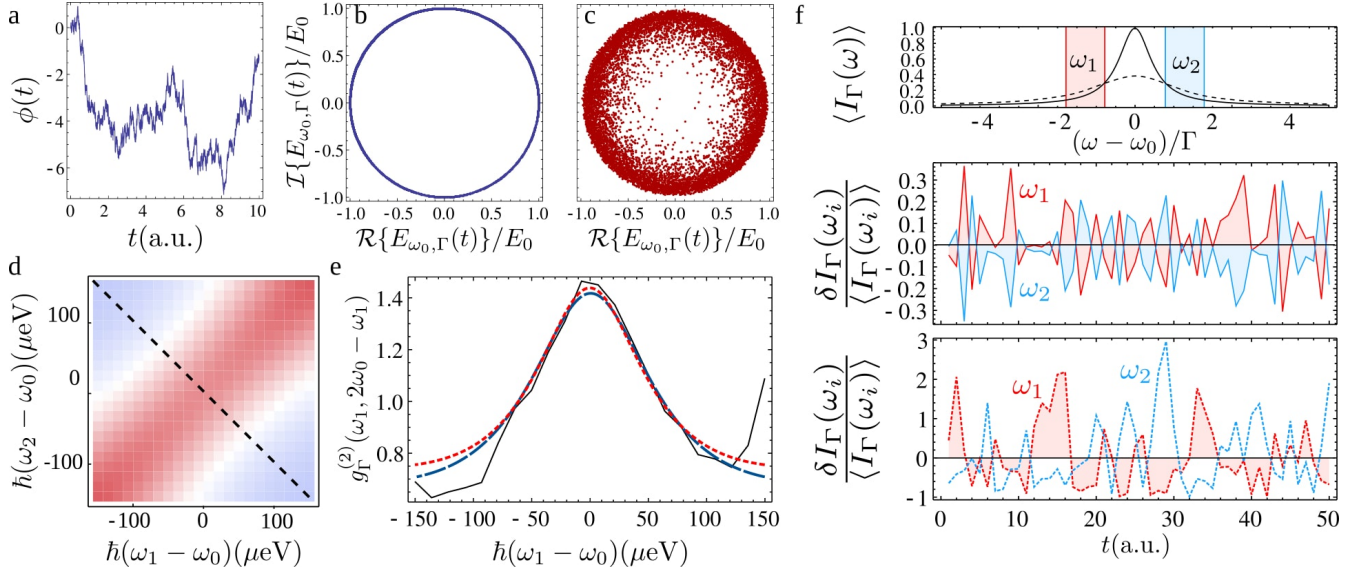 a
ϕ(t)
0
-2
-4
-6
0 2 4 6 8 10
t(a.u.)
b
ℐ{E_{ω₀,Γ}(t)}/E₀
1.0
0.5
0.0
-0.5
-1.0
-1.0 -0.5 0.0 0.5 1.0
ℛ{E_{ω₀,Γ}(t)}/E₀
c
-1.0 -0.5 0.0 0.5 1.0
ℛ{E_{ω₀,Γ}(t)}/E₀
d
ℏ(ω₂ − ω₀)(μeV)
100
0
-100
-100 0 100
ℏ(ω₁ − ω₀)(μeV)
e
g_Γ^{(2)}(ω₁, 2ω₀ − ω₁)
1.4
1.2
1.0
0.8
-150 -100 -50 0 50 100 150
ℏ(ω₁ − ω₀)(μeV)
f
⟨I_Γ(ω)⟩
1.0
0.8
0.6
0.4
0.2
0.0
ω₁ ω₂
-4 -2 0 2 4
(ω − ω₀)/Γ
δI_Γ(ω_i)
⟨I_Γ(ω_i)⟩
0.3
0.2
0.1
0.0
-0.1
-0.2
-0.3
ω₁
ω₂
δI_Γ(ω_i)
⟨I_Γ(ω_i)⟩
3
2
1
0
-1
ω₁ ω₂
0 10 20 30 40 50
t(a.u.)